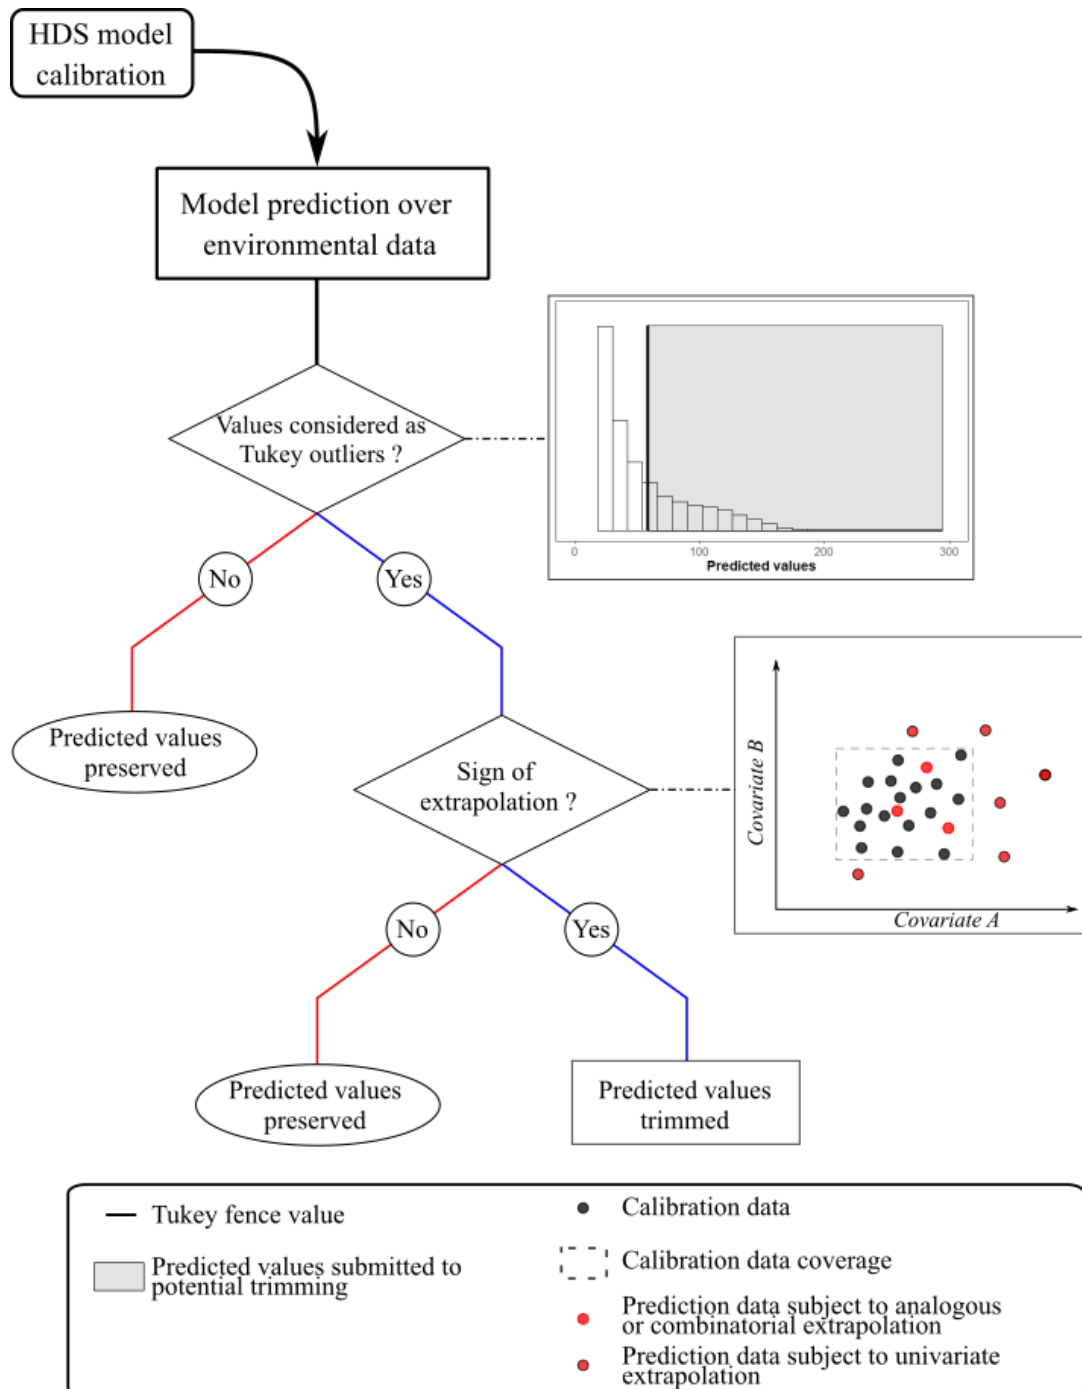 HDS model
calibration
Model prediction over
environmental data
Values considered as
Tukey outliers ?
0
100
200
300
Predicted values
No
Yes
Predicted values
preserved
Sign of
extrapolation ?
Covariate B
Covariate A
No
Yes
Predicted values
preserved
Predicted values
trimmed
Tukey fence value
Predicted values submitted to
potential trimming
Calibration data
Calibration data coverage
Prediction data subject to analogous
or combinatorial extrapolation
Prediction data subject to univariate
extrapolation